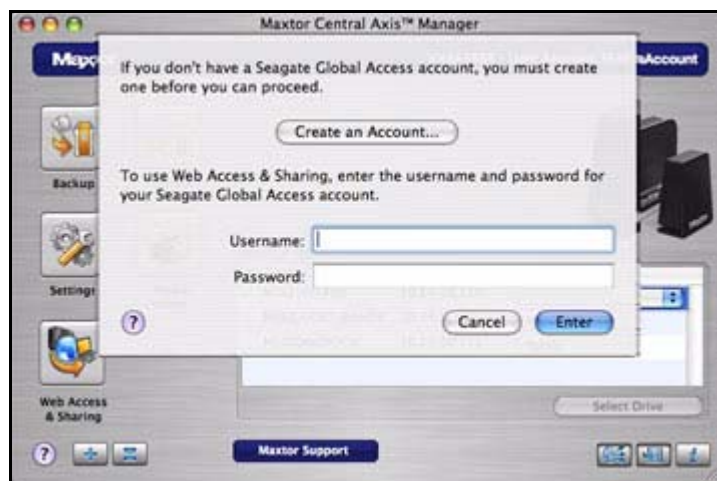 Maxtor Central Axis™ Manager
If you don't have a Seagate Global Access account, you must create
one before you can proceed.
Create an Account...
To use Web Access & Sharing, enter the username and password for
your Seagate Global Access account.
Username:
Password:
?
Cancel
Enter
Account
Backup
Settings
Web Access
& Sharing
Select Drive
?
Maxtor Support